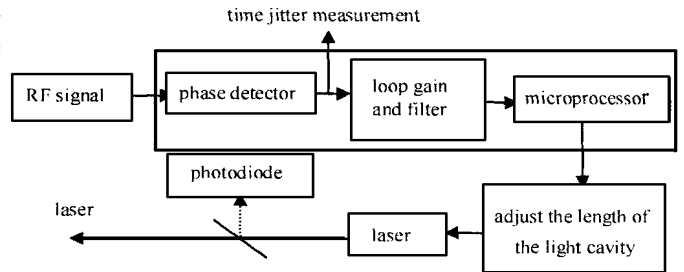 time jitter measurement
RF signal
phase detector
loop gain
and filter
microprocessor
photodiode
laser
laser
adjust the length of
the light cavity